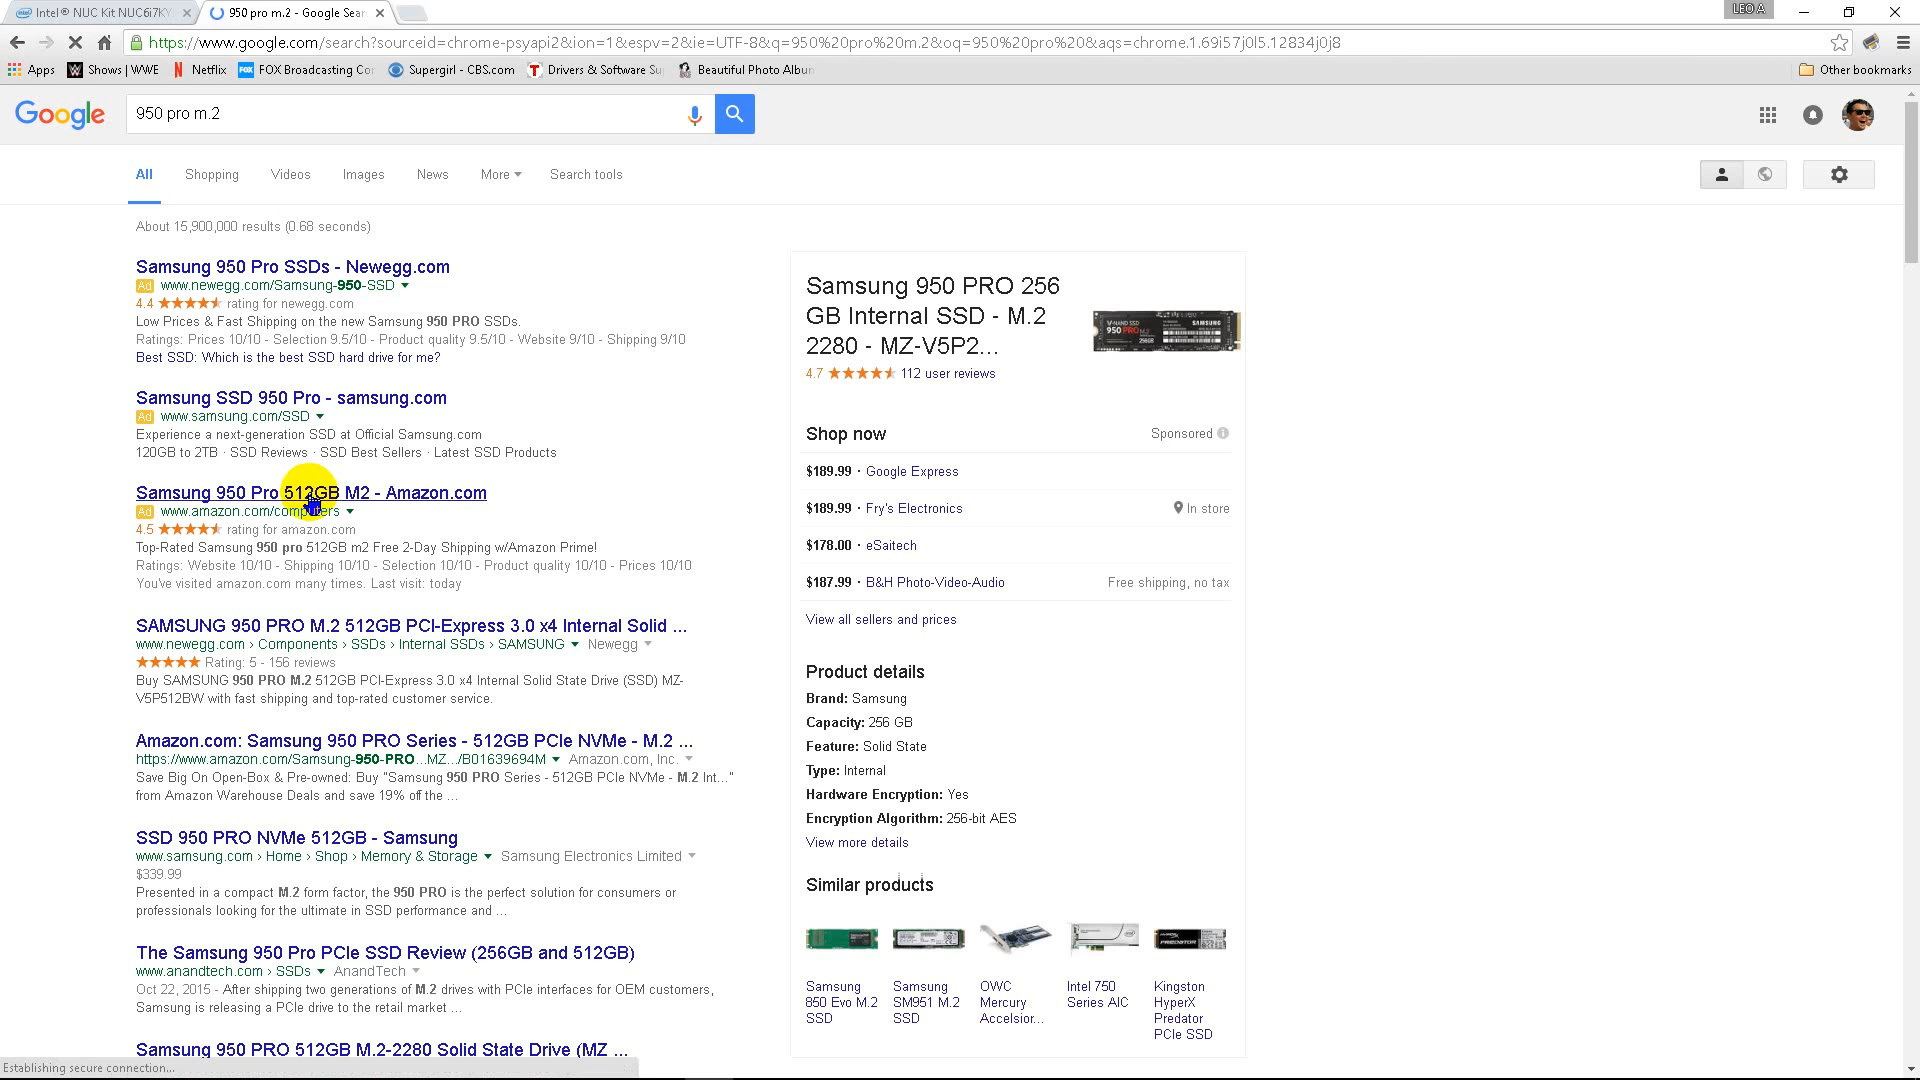 Intel® NUC Kit NUC6i7KY
950 pro m.2 - Google Sear
LEO A
https://www.google.com/search?sourceid=chrome-psyapi2&ion=1&espv=2&ie=UTF-8&q=950%20pro%20m.2&oq=950%20pro%20&aqs=chrome.1.69i57j0l5.12834j0j8
Apps
Shows | WWE
Netflix
FOX Broadcasting Co
Supergirl - CBS.com
Drivers & Software Su
Beautiful Photo Album
Other bookmarks
Google
950 pro m.2
All
Shopping
Videos
Images
News
More
Search tools
About 15,900,000 results (0.68 seconds)
Samsung 950 Pro SSDs - Newegg.com
Ad www.newegg.com/Samsung-950-SSD
4.4 rating for newegg.com
Low Prices & Fast Shipping on the new Samsung 950 PRO SSDs.
Ratings: Prices 10/10 - Selection 9.5/10 - Product quality 9.5/10 - Website 9/10 - Shipping 9/10
Best SSD: Which is the best SSD hard drive for me?
Samsung SSD 950 Pro - samsung.com
Ad www.samsung.com/SSD
Experience a next-generation SSD at Official Samsung.com
120GB to 2TB · SSD Reviews · SSD Best Sellers · Latest SSD Products
Samsung 950 Pro 512GB M2 - Amazon.com
Ad www.amazon.com/computers
4.5 rating for amazon.com
Top-Rated Samsung 950 pro 512GB m2 Free 2-Day Shipping w/Amazon Prime!
Ratings: Website 10/10 - Shipping 10/10 - Selection 10/10 - Product quality 10/10 - Prices 10/10
You've visited amazon.com many times. Last visit: today
SAMSUNG 950 PRO M.2 512GB PCI-Express 3.0 x4 Internal Solid ...
www.newegg.com › Components › SSDs › Internal SSDs › SAMSUNG Newegg
Rating: 5 - 156 reviews
Buy SAMSUNG 950 PRO M.2 512GB PCI-Express 3.0 x4 Internal Solid State Drive (SSD) MZ-
V5P512BW with fast shipping and top-rated customer service.
Amazon.com: Samsung 950 PRO Series - 512GB PCIe NVMe - M.2 ...
https://www.amazon.com/Samsung-950-PRO...MZ.../B01639694M Amazon.com, Inc.
Save Big On Open-Box & Pre-owned: Buy "Samsung 950 PRO Series - 512GB PCIe NVMe - M.2 Int..."
from Amazon Warehouse Deals and save 19% off the ...
SSD 950 PRO NVMe 512GB - Samsung
www.samsung.com › Home › Shop › Memory & Storage Samsung Electronics Limited
$339.99
Presented in a compact M.2 form factor, the 950 PRO is the perfect solution for consumers or
professionals looking for the ultimate in SSD performance and ...
The Samsung 950 Pro PCIe SSD Review (256GB and 512GB)
www.anandtech.com › SSDs AnandTech
Oct 22, 2015 - After shipping two generations of M.2 drives with PCIe interfaces for OEM customers,
Samsung is releasing a PCIe drive to the retail market ...
Samsung 950 PRO 512GB M.2-2280 Solid State Drive (MZ ...
Establishing secure connection...
Samsung 950 PRO 256
GB Internal SSD - M.2
2280 - MZ-V5P2...
4.7 112 user reviews
V-NAND SSD
950 PRO M.2
256GB
SAMSUNG
Shop now
Sponsored
$189.99 · Google Express
$189.99 · Fry's Electronics In store
$178.00 · eSaitech
$187.99 · B&H Photo-Video-Audio Free shipping, no tax
View all sellers and prices
Product details
Brand: Samsung
Capacity: 256 GB
Feature: Solid State
Type: Internal
Hardware Encryption: Yes
Encryption Algorithm: 256-bit AES
View more details
Similar products
PREDATOR
Samsung 850 Evo M.2 SSD
Samsung SM951 M.2 SSD
OWC Mercury Accelsior...
Intel 750 Series AIC
Kingston HyperX Predator PCIe SSD